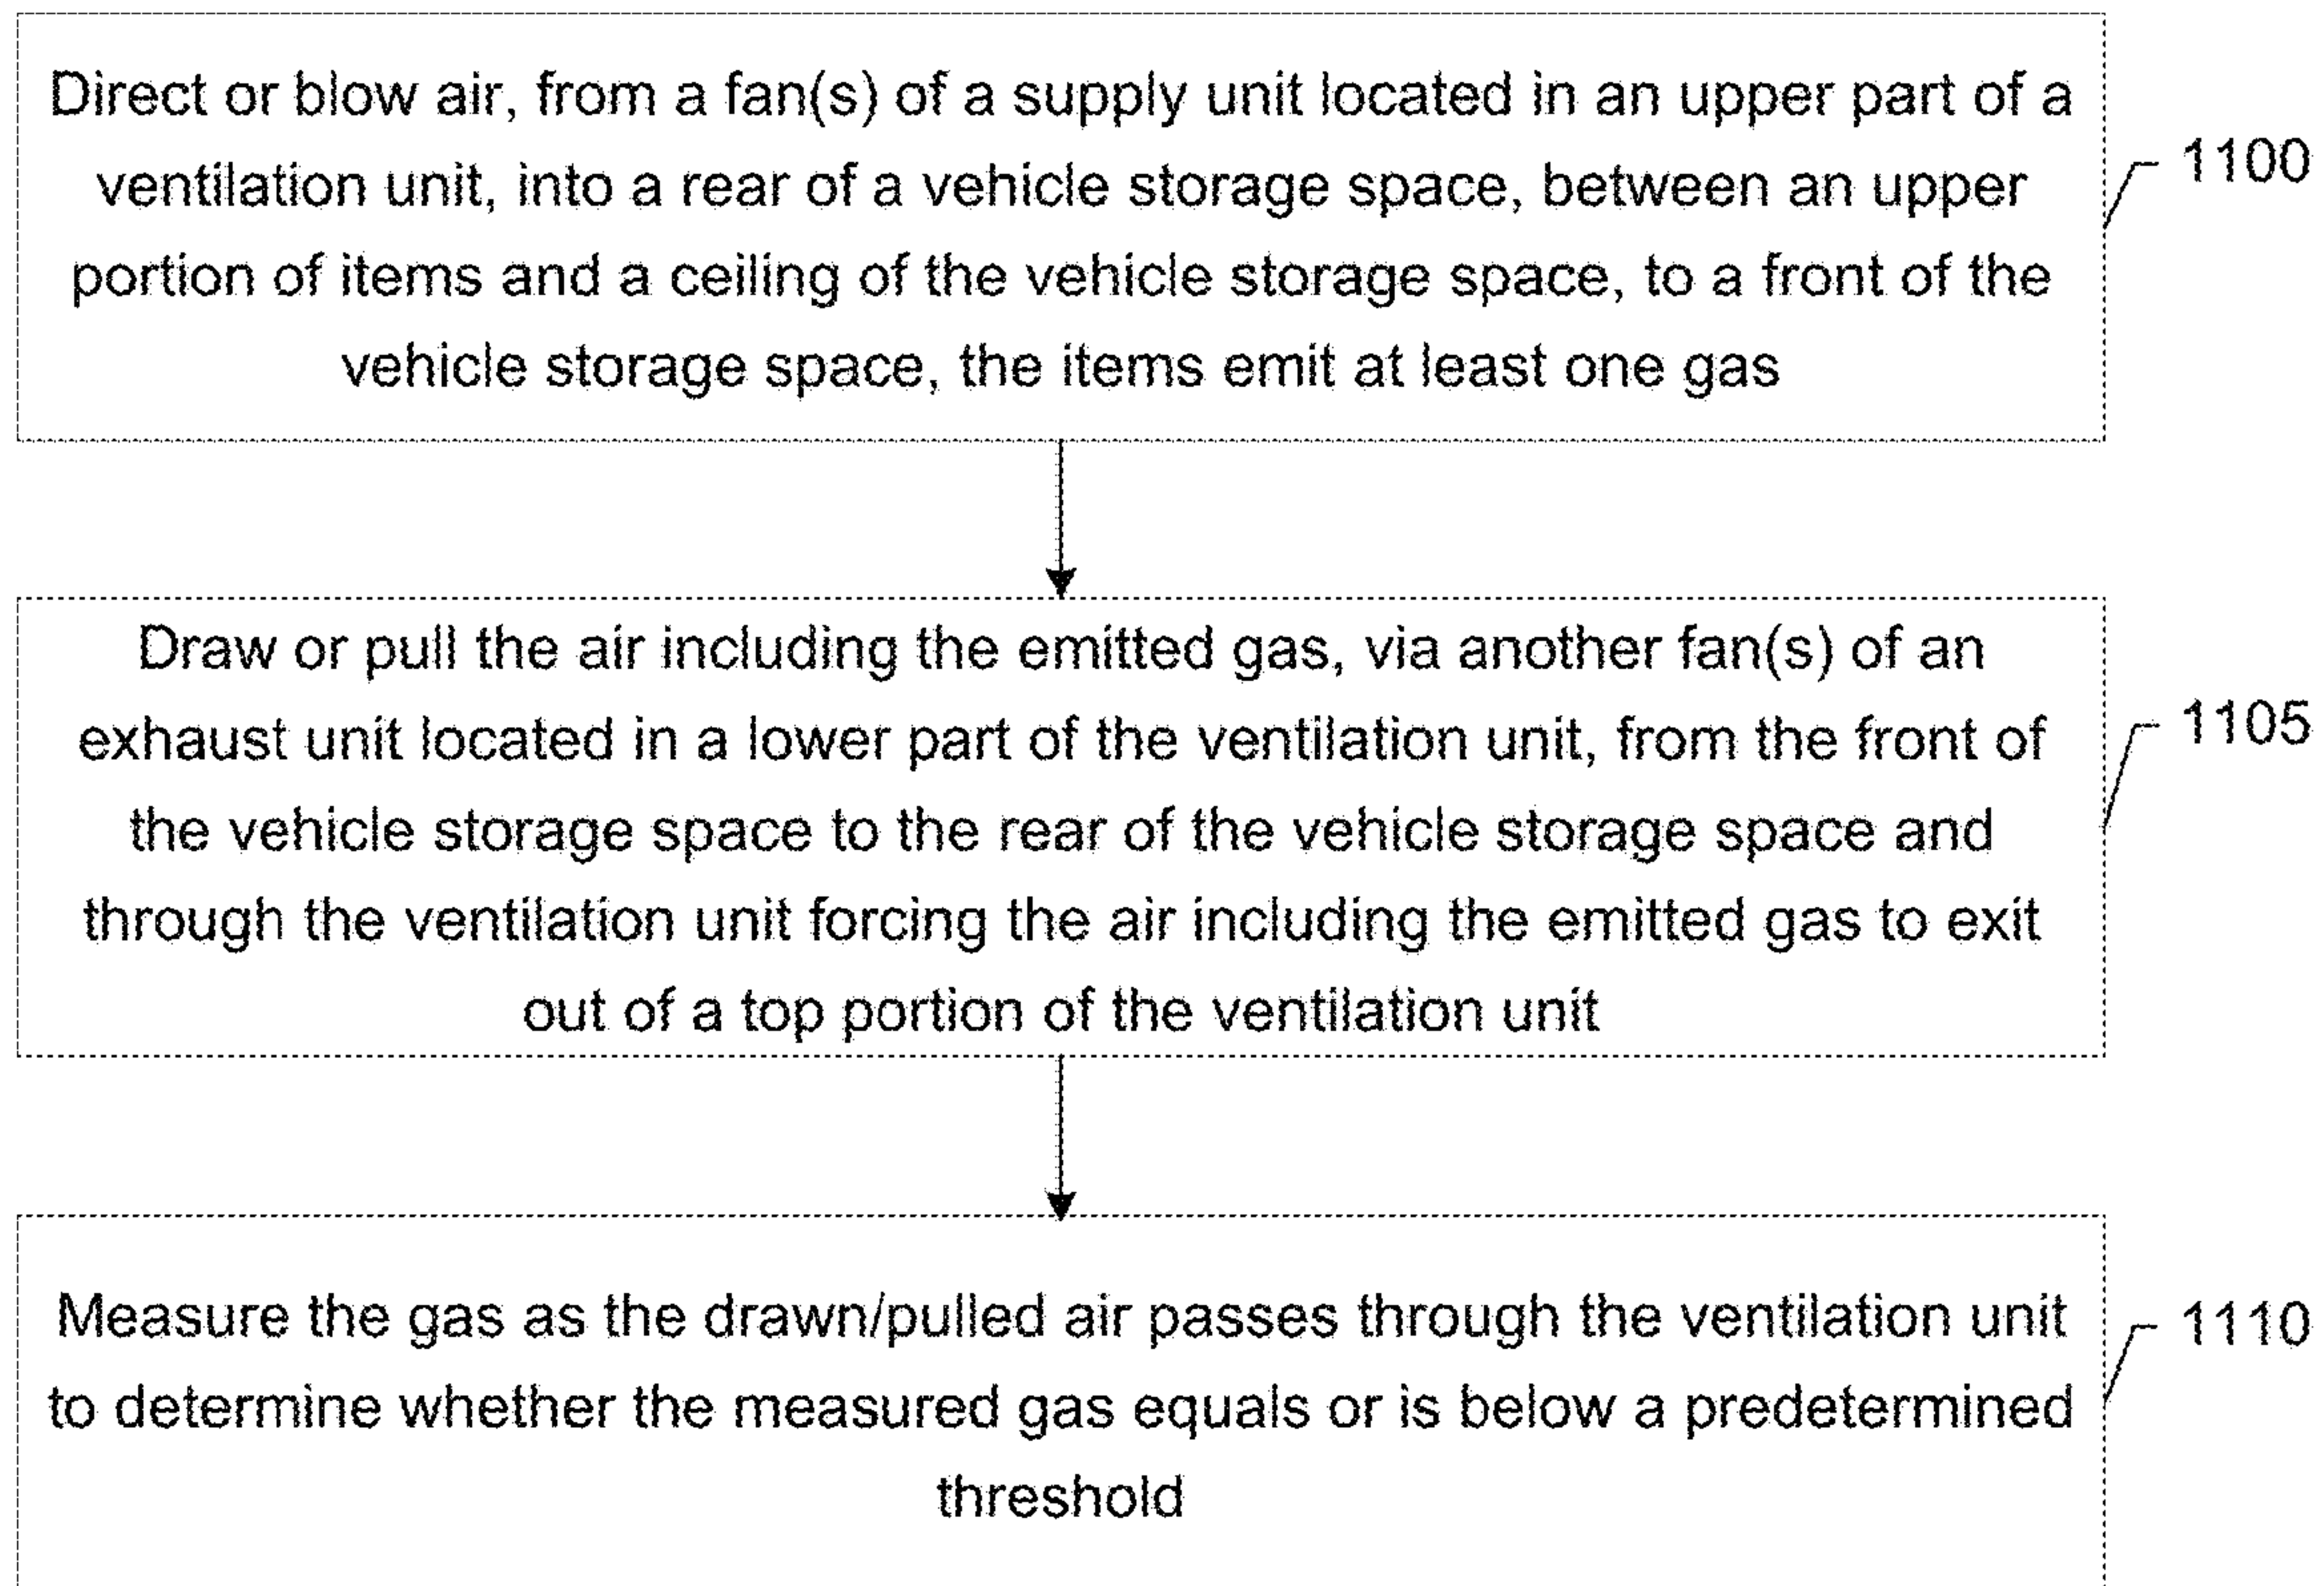 Direct or blow air, from a fan(s) of a supply unit located in an upper part of a
ventilation unit, into a rear of a vehicle storage space, between an upper
portion of items and a ceiling of the vehicle storage space, to a front of the
vehicle storage space, the items emit at least one gas
1100
Draw or pull the air including the emitted gas, via another fan(s) of an
exhaust unit located in a lower part of the ventilation unit, from the front of
the vehicle storage space to the rear of the vehicle storage space and
through the ventilation unit forcing the air including the emitted gas to exit
out of a top portion of the ventilation unit
1105
Measure the gas as the drawn/pulled air passes through the ventilation unit
to determine whether the measured gas equals or is below a predetermined
threshold
1110